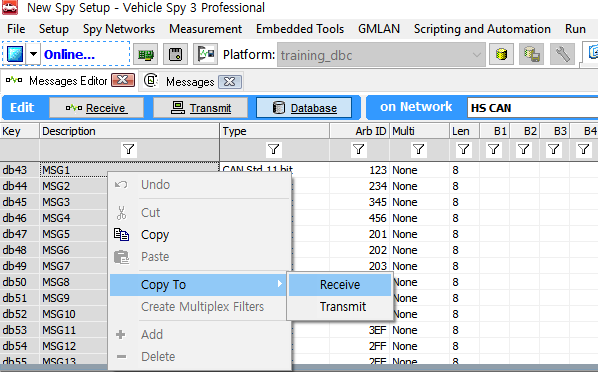 New Spy Setup - Vehicle Spy 3 Professional
File Setup Spy Networks Measurement Embedded Tools GMLAN Scripting and Automation Run
Online... Platform: training_dbc
Messages Editor Messages
Edit Receive Transmit Database on Network HS CAN
Key Description Type Arb ID Multi Len B1 B2 B3 B4
db43 MSG1 CAN Std 11 bit 123 None 8
db44 MSG2 234 None 8
db45 MSG3 345 None 8
db46 MSG4 456 None 8
db47 MSG5 201 None 8
db48 MSG6 202 None 8
db49 MSG7 203 None 8
db50 MSG8 8
db51 MSG9 8
db52 MSG10 8
db53 MSG11 3EF None 8
db54 MSG12 2FF None 8
db55 MSG13 None 8
Undo
Cut
Copy
Paste
Copy To
Create Multiplex Filters
Add
Delete
Receive
Transmit